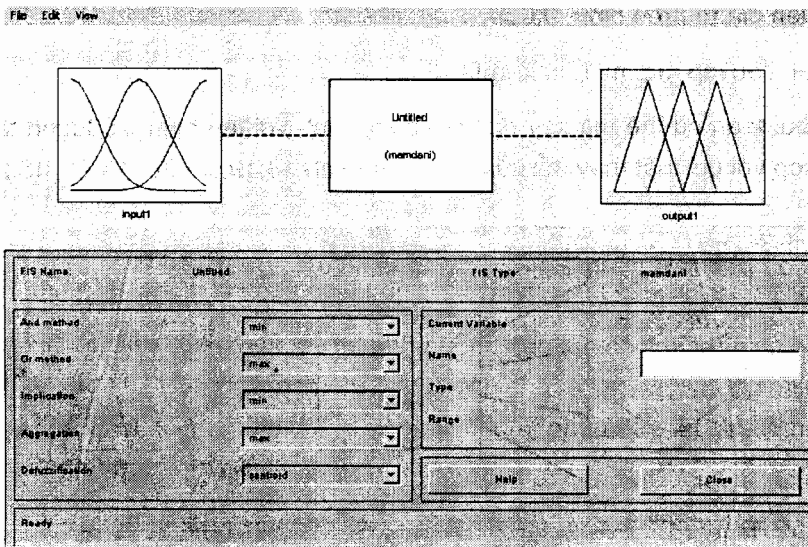 File Edit View
Untitled
(mamdani)
input1
output1
FIS Name Untitled FIS Type mamdani
And method min
Or method max
Implication min
Aggregation max
Defuzzification centroid
Current Variable
Name
Type
Range
Help Close
Ready